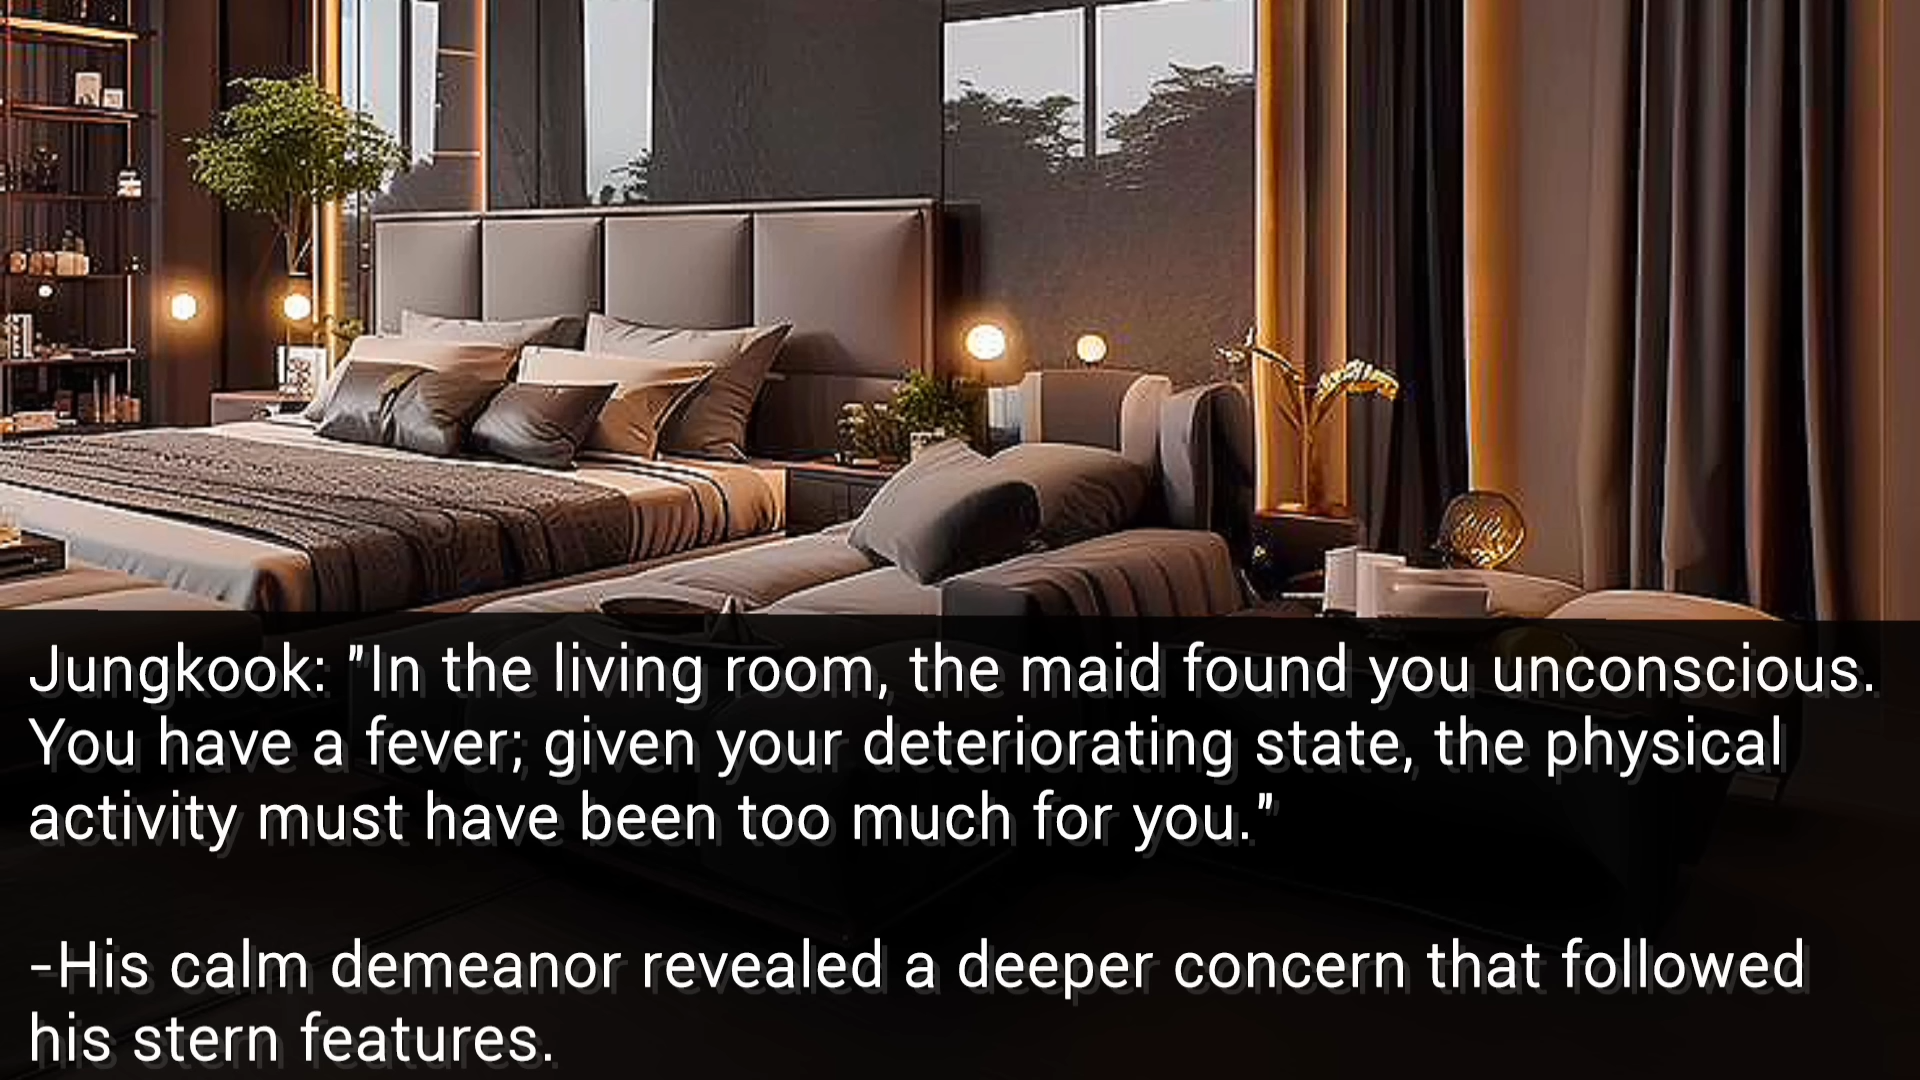 Jungkook: "In the living room, the maid found you unconscious.
You have a fever; given your deteriorating state, the physical
activity must have been too much for you."
-His calm demeanor revealed a deeper concern that followed
his stern features.